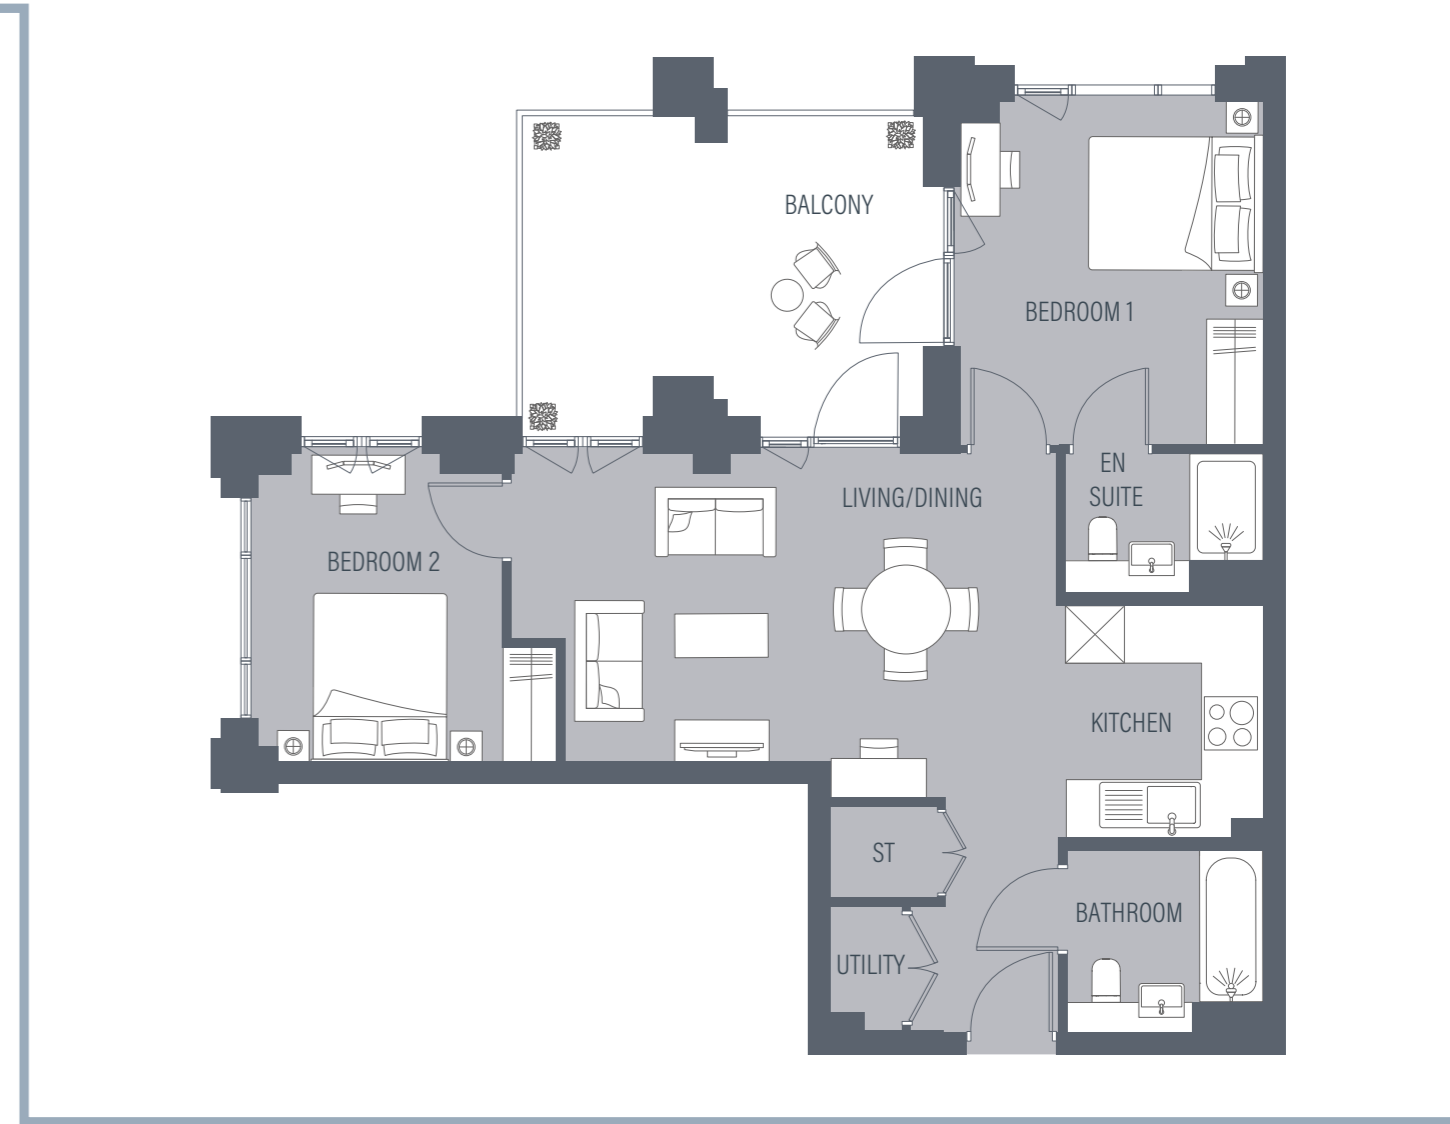 BALCONY
BEDROOM 1
EN
SUITE
LIVING/DINING
BEDROOM 2
KITCHEN
ST
BATHROOM
UTILITY